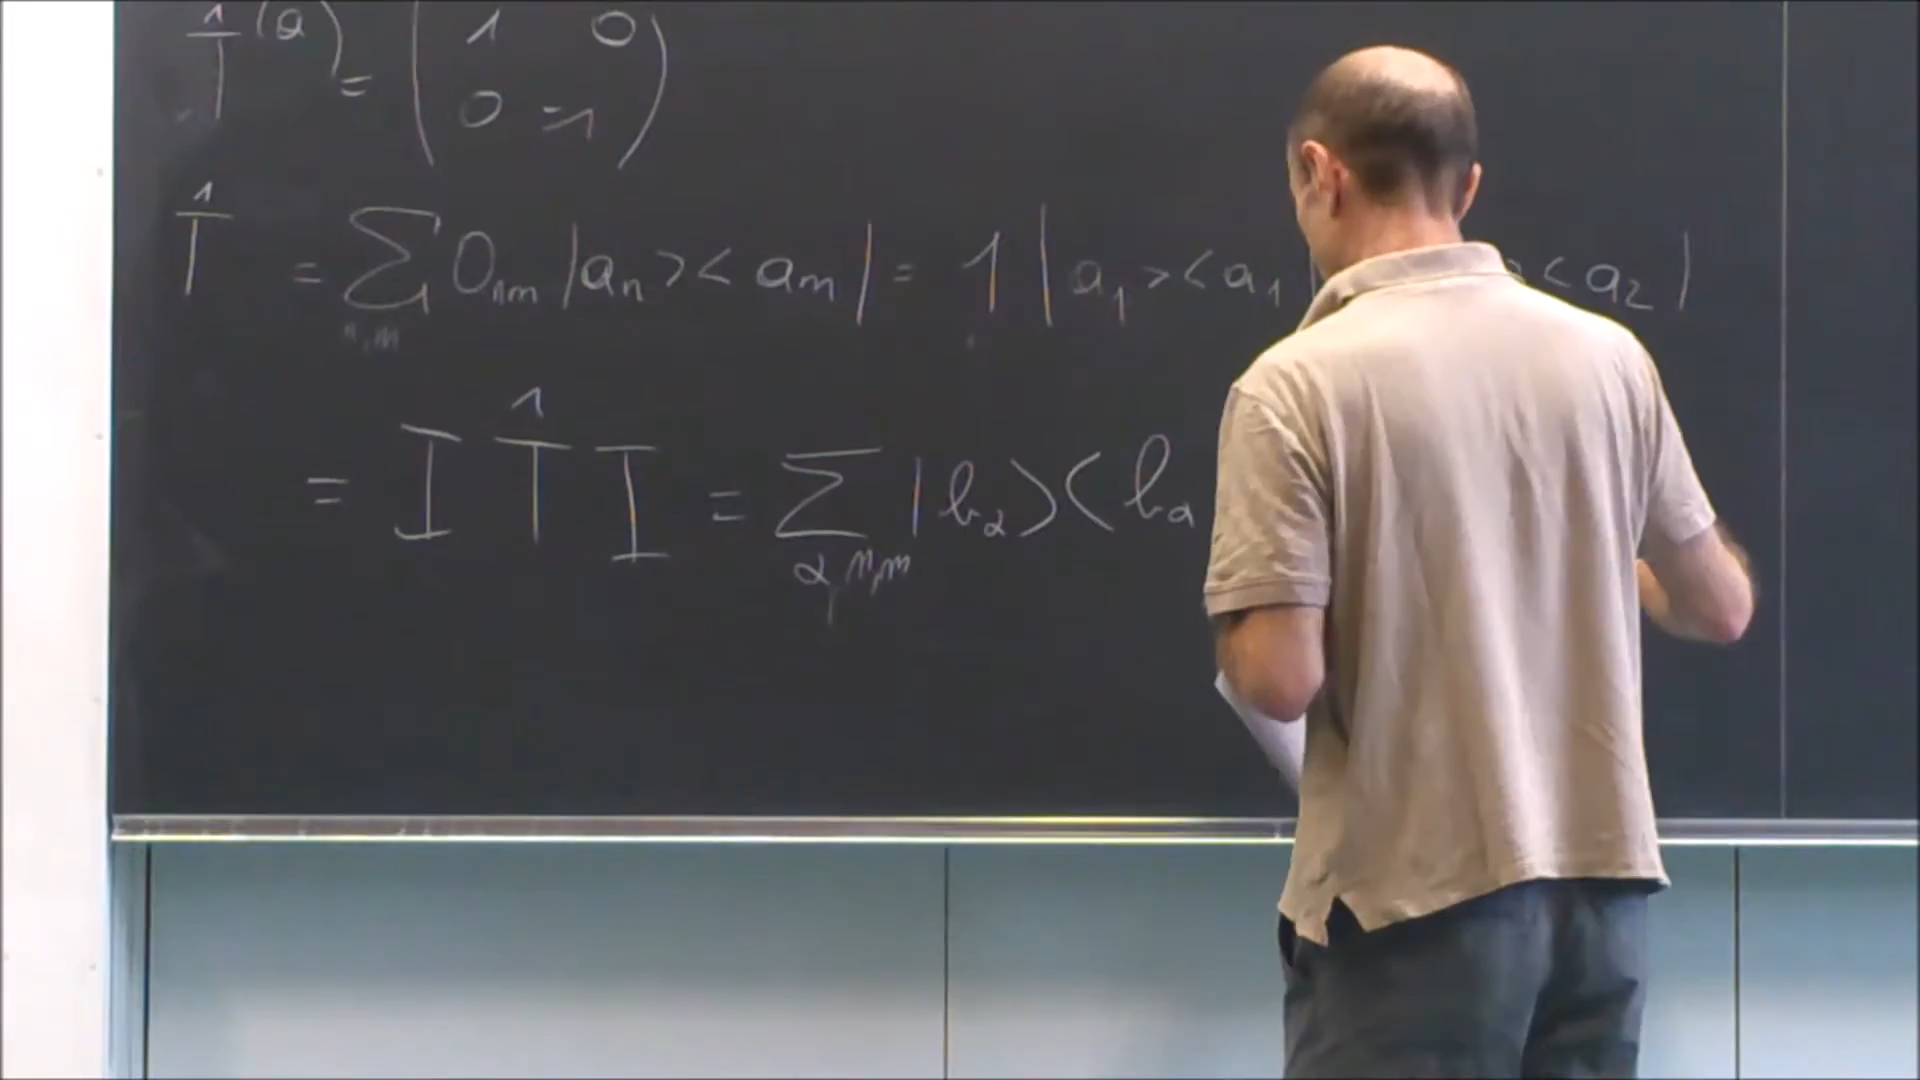 T̂^(a) = ( 1 0
0 -1 )
T̂ = Σ_{n,m} O_{nm} |a_n><a_m| = 1 |a_1><a_1| <a_2|
= I T̂ I = Σ_{α,n,m} |b_α><b_α